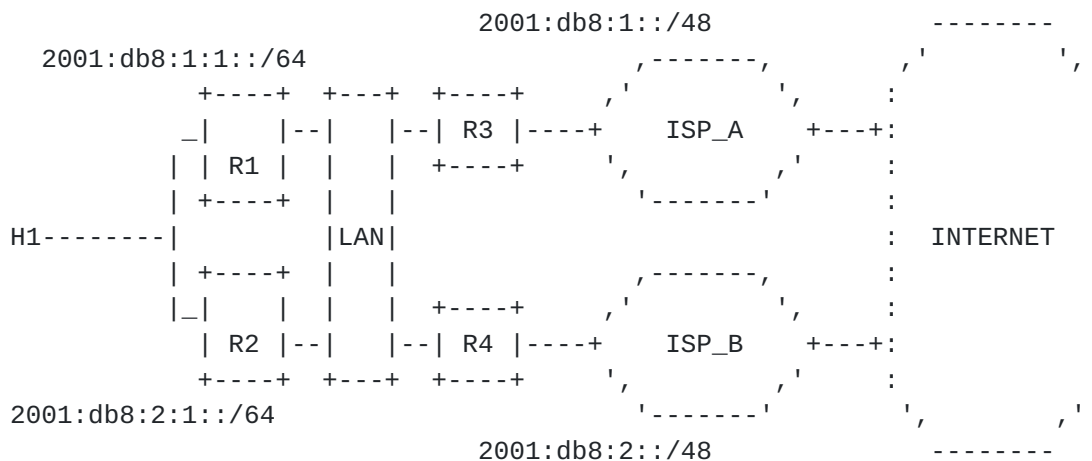 2001:db8:1::/48
2001:db8:1:1::/64
R3
ISP_A
R1
H1
LAN
INTERNET
R2
R4
ISP_B
2001:db8:2:1::/64
2001:db8:2::/48